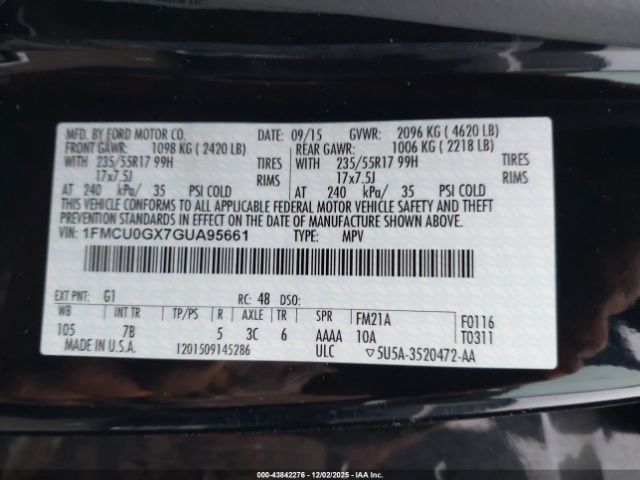 MFD. BY FORD MOTOR CO. DATE: 09/15 GVWR: 2096 KG ( 4620 LB)
FRONT GAWR: 1098 KG ( 2420 LB) REAR GAWR: 1006 KG ( 2218 LB)
WITH 235/55R17 99H TIRES WITH 235/55R17 99H TIRES
17x7.5J RIMS 17x7.5J RIMS
AT 240 kPa/ 35 PSI COLD AT 240 kPa/ 35 PSI COLD
THIS VEHICLE CONFORMS TO ALL APPLICABLE FEDERAL MOTOR VEHICLE SAFETY AND THEFT
PREVENTION STANDARDS IN EFFECT ON THE DATE OF MANUFACTURE SHOWN ABOVE.
VIN: 1FMCU0GX7GUA95661 TYPE: MPV
EXT PNT: G1 RC: 48 DSO:
WB INT TR TP/PS R AXLE TR SPR FM21A F0116
105 7B 5 3C 6 AAAA 10A T0311
MADE IN U.S.A. 1201509145286 ULC ▽5U5A-3520472-AA
000-43842276 • 12/02/2025 • Copyright IAA, Inc.